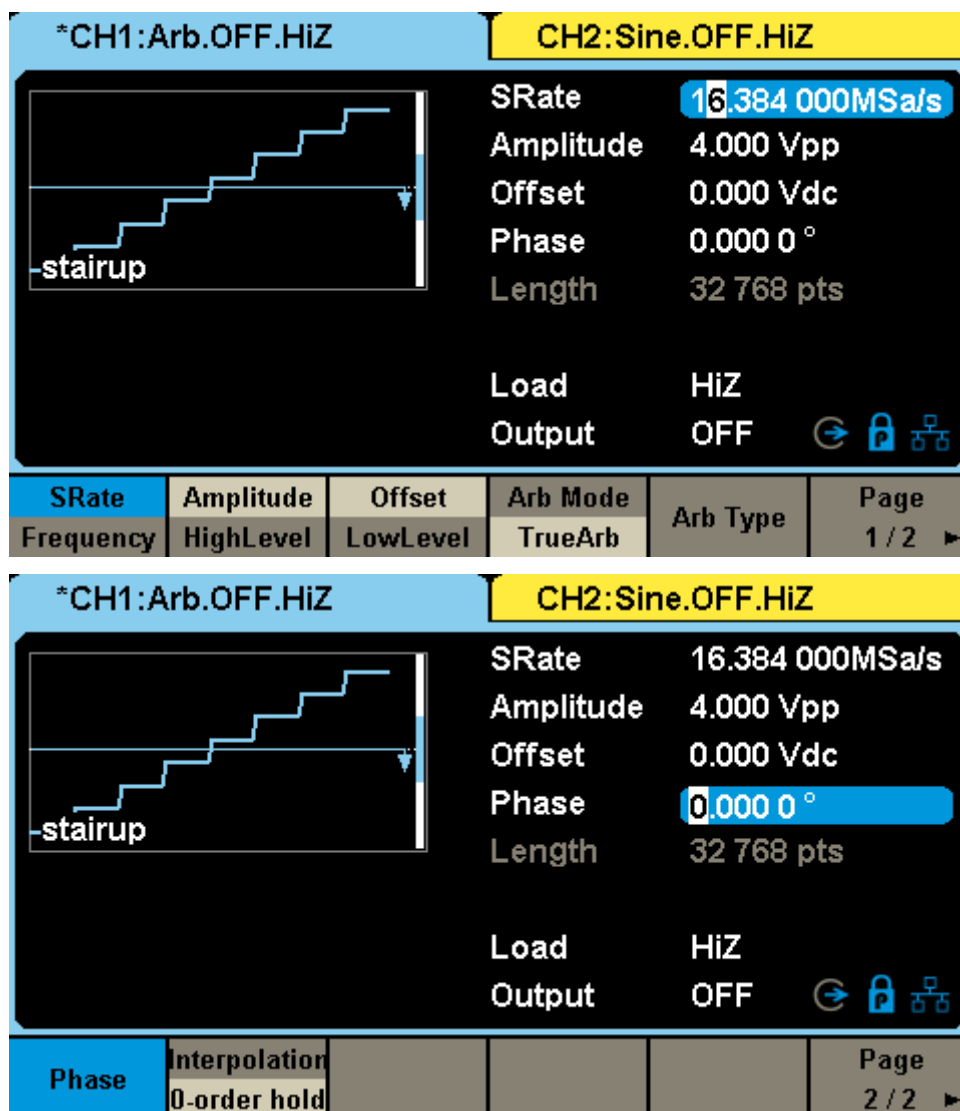 *CH1:Arb.OFF.HiZ CH2:Sine.OFF.HiZ
SRate 16.384 000MSa/s
Amplitude 4.000 Vpp
Offset 0.000 Vdc
Phase 0.000 0 °
-stairup
Length 32 768 pts
Load HiZ
Output OFF
SRate Amplitude Offset Arb Mode Arb Type Page
Frequency HighLevel LowLevel TrueArb 1 / 2
*CH1:Arb.OFF.HiZ CH2:Sine.OFF.HiZ
SRate 16.384 000MSa/s
Amplitude 4.000 Vpp
Offset 0.000 Vdc
Phase 0.000 0 °
-stairup
Length 32 768 pts
Load HiZ
Output OFF
Phase Interpolation Page
0-order hold 2 / 2